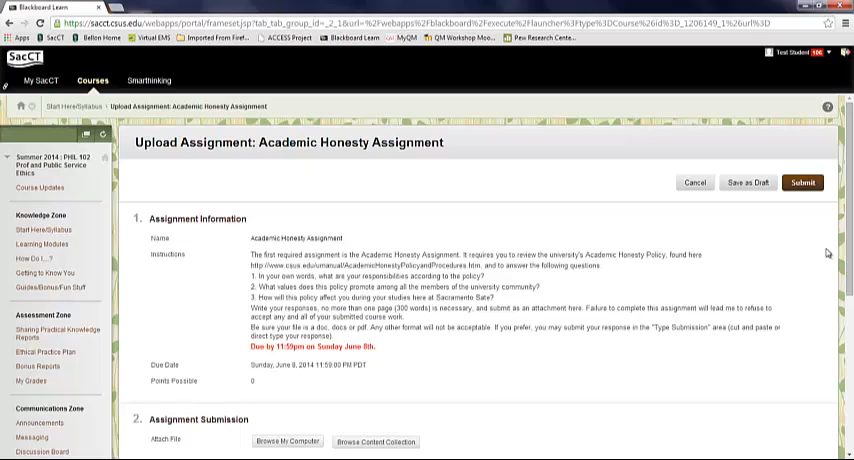 Blackboard Learn
https://sacct.csus.edu/webapps/portal/frameset.jsp?tab_tab_group_id=_2_1&url=%2Fwebapps%2Fblackboard%2Fexecute%2Flauncher%3Ftype%3DCourse%26id%3D_1206149_1%26url%3D
Apps SacCT Bellon Home Virtual EMS Imported From Firef... ACCESS Project Blackboard Learn MyQM QM Workshop Moo... Pew Research Cente...
SacCT
Test Student 106
My SacCT Courses Smarthinking
Start Here/Syllabus Upload Assignment: Academic Honesty Assignment
Upload Assignment: Academic Honesty Assignment
Cancel Save as Draft Submit
Summer 2014 : PHIL 102
Prof and Public Service
Ethics
Course Updates
Knowledge Zone
Start Here/Syllabus
Learning Modules
How Do I...?
Getting to Know You
Guides/Bonus/Fun Stuff
Assessment Zone
Sharing Practical Knowledge
Reports
Ethical Practice Plan
Bonus Reports
My Grades
Communications Zone
Announcements
Messaging
Discussion Board
1. Assignment Information
Name Academic Honesty Assignment
Instructions The first required assignment is the Academic Honesty Assignment. It requires you to review the university's Academic Honesty Policy, found here
http://www.csus.edu/umanual/AcademicHonestyPolicyandProcedures.htm, and to answer the following questions:
1. In your own words, what are your responsibilities according to the policy?
2. What values does this policy promote among all the members of the university community?
3. How will this policy affect you during your studies here at Sacramento State?
Write your responses, no more than one page (300 words) is necessary, and submit as an attachment here. Failure to complete this assignment will lead me to refuse to
accept any and all of your submitted course work.
Be sure your file is a doc, docx or pdf. Any other format will not be acceptable. If you prefer, you may submit your response in the "Type Submission" area (cut and paste or
direct type your response).
Due by 11:59pm on Sunday June 8th.
Due Date Sunday, June 8, 2014 11:59:00 PM PDT
Points Possible 0
2. Assignment Submission
Attach File Browse My Computer Browse Content Collection